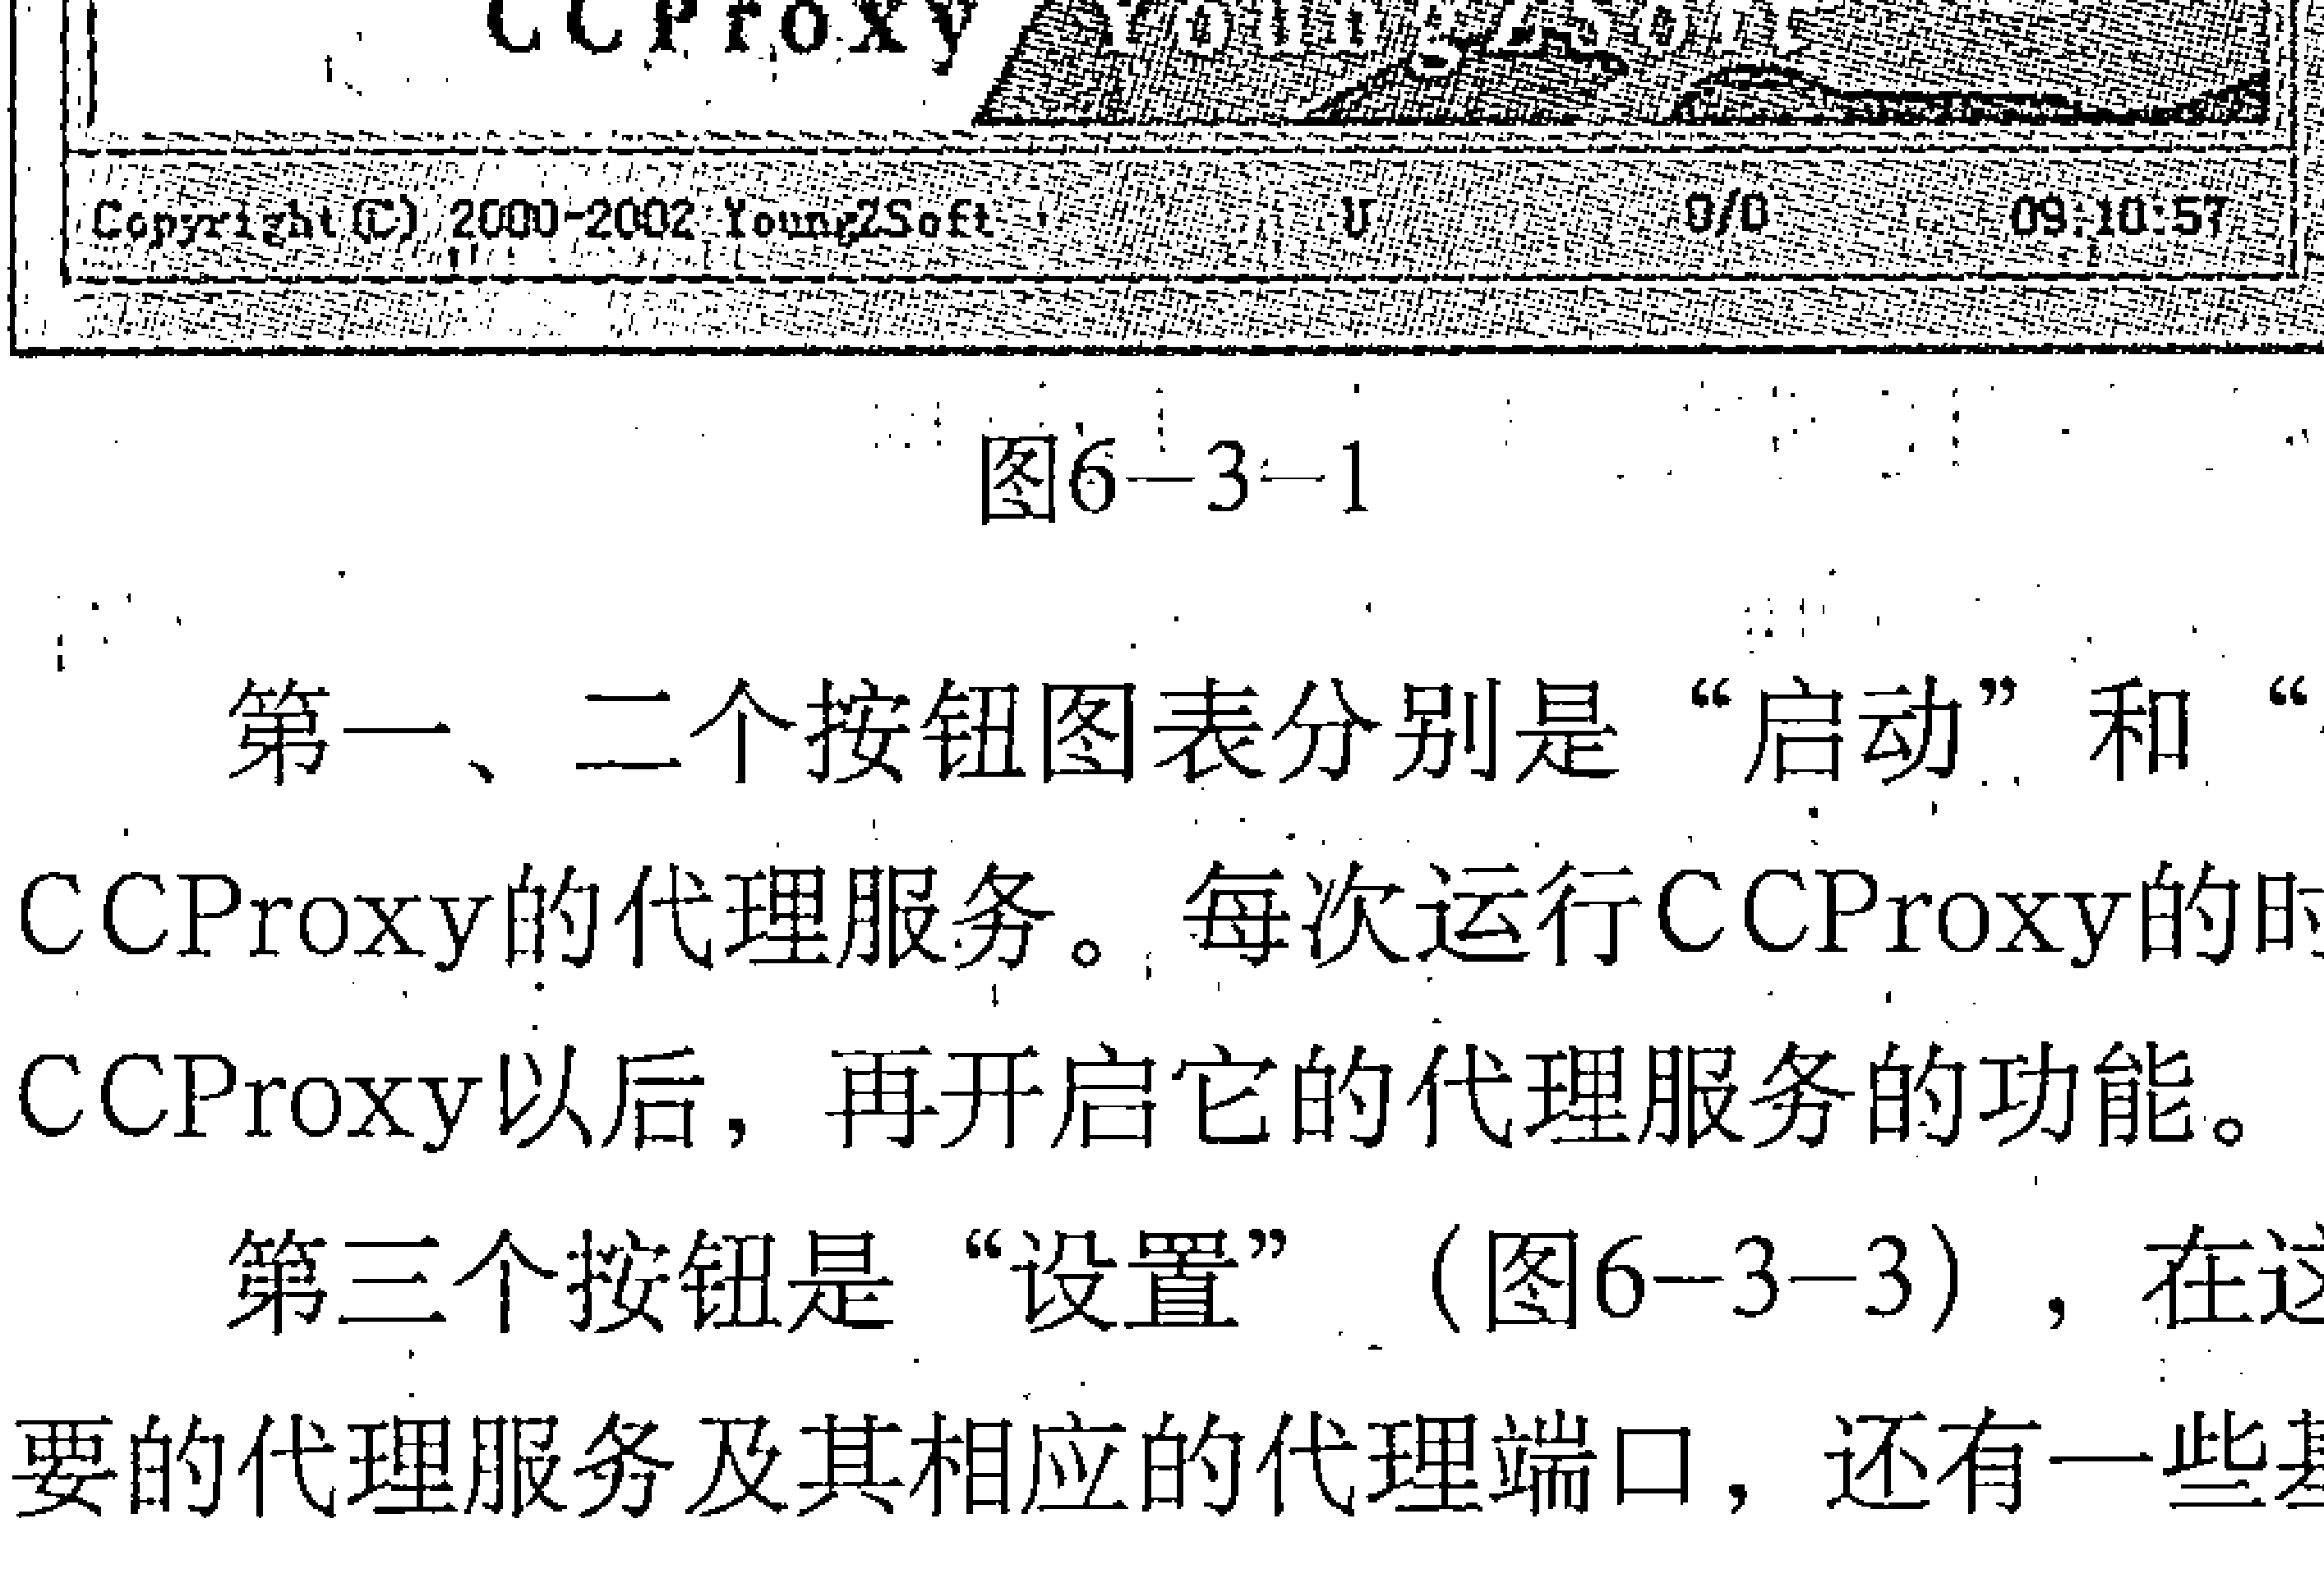 CCProxy Young
Copyright(C) 2000-2002 YoungZSoft 0/0 09:10:57
图6-3-1
第一、二个按钮图表分别是“启动”和“
CCProxy的代理服务。每次运行CCProxy的时
CCProxy以后，再开启它的代理服务的功能。
第三个按钮是“设置”（图6-3-3），在这
要的代理服务及其相应的代理端口，还有一些基